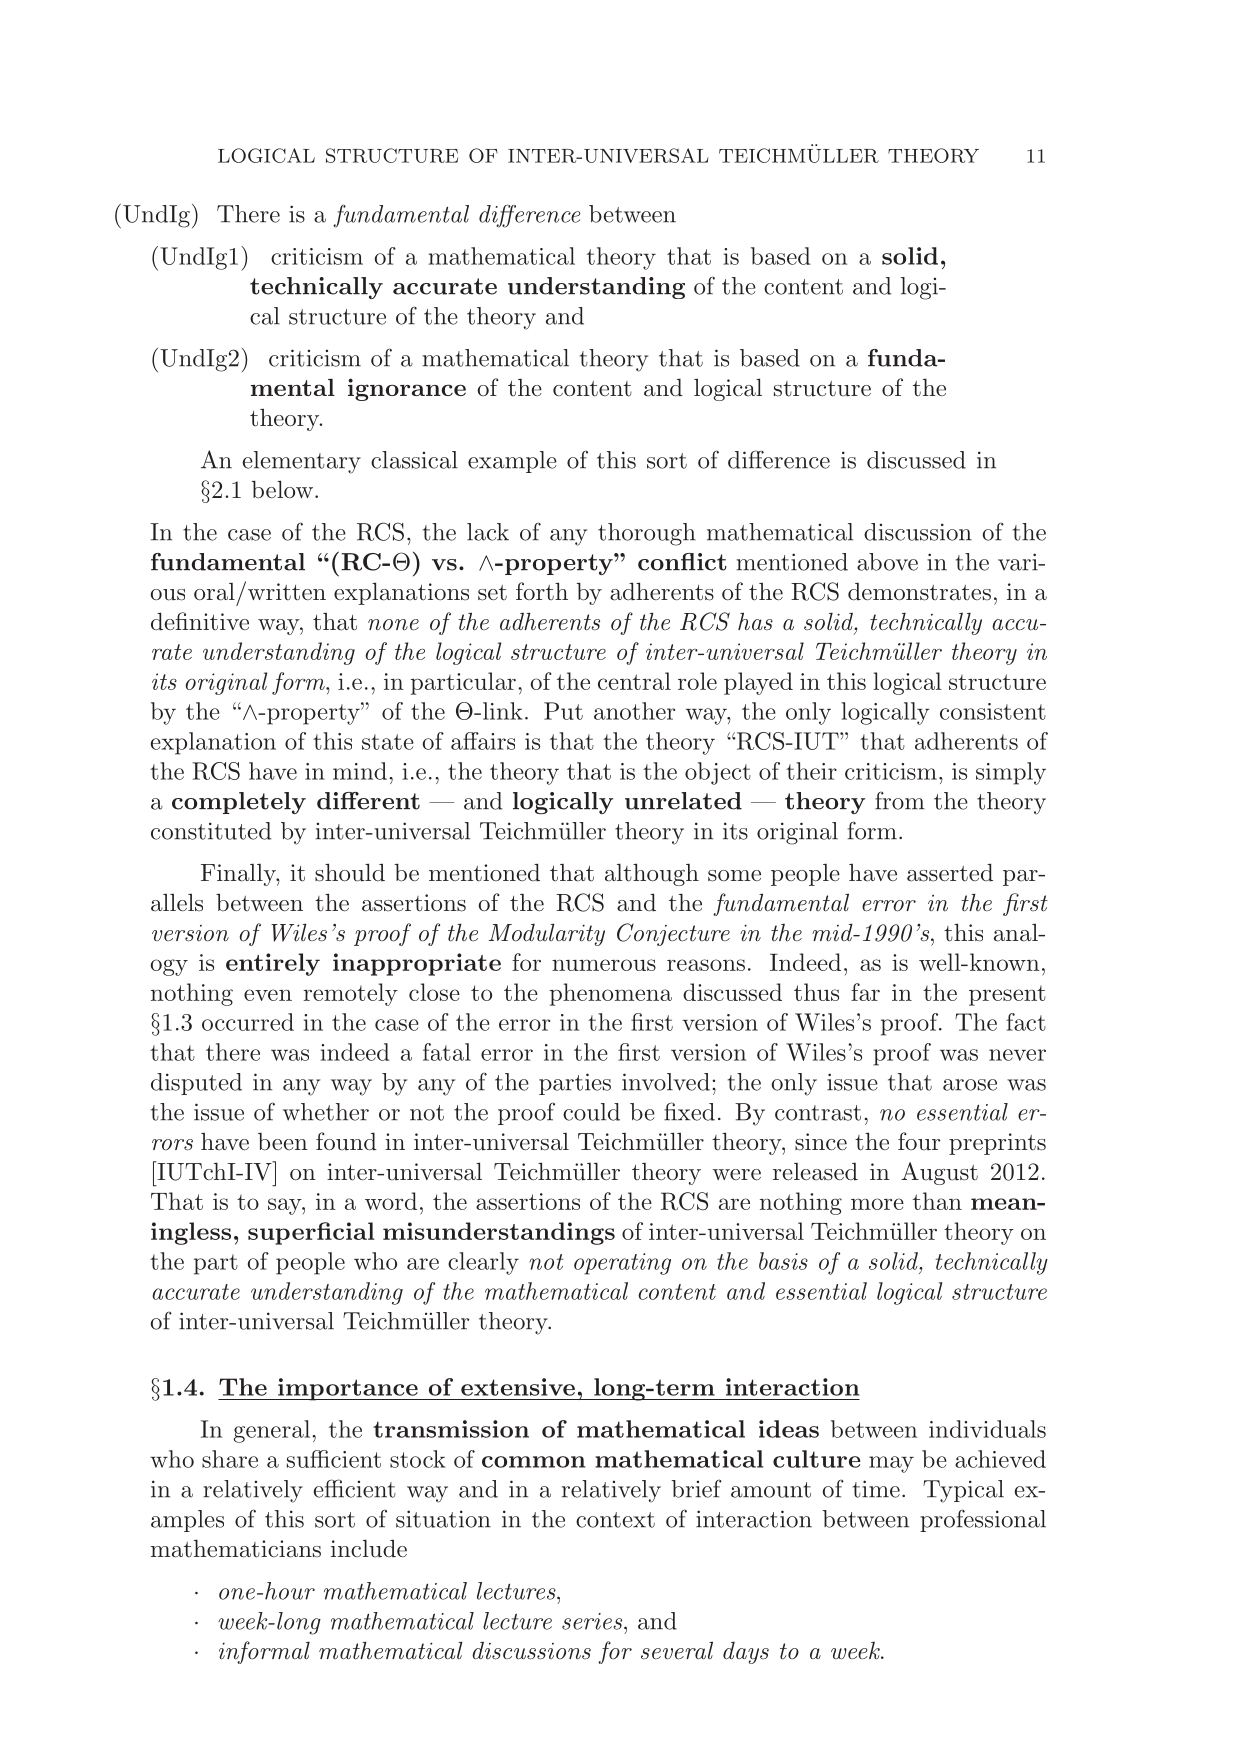 LOGICAL STRUCTURE OF INTER-UNIVERSAL TEICHMÜLLER THEORY 11
(UndIg) There is a fundamental difference between
(UndIg1) criticism of a mathematical theory that is based on a solid,
technically accurate understanding of the content and logi-
cal structure of the theory and
(UndIg2) criticism of a mathematical theory that is based on a funda-
mental ignorance of the content and logical structure of the
theory.
An elementary classical example of this sort of difference is discussed in
§2.1 below.
In the case of the RCS, the lack of any thorough mathematical discussion of the
fundamental “(RC-Θ) vs. ∧-property” conflict mentioned above in the vari-
ous oral/written explanations set forth by adherents of the RCS demonstrates, in a
definitive way, that none of the adherents of the RCS has a solid, technically accu-
rate understanding of the logical structure of inter-universal Teichmüller theory in
its original form, i.e., in particular, of the central role played in this logical structure
by the “∧-property” of the Θ-link. Put another way, the only logically consistent
explanation of this state of affairs is that the theory “RCS-IUT” that adherents of
the RCS have in mind, i.e., the theory that is the object of their criticism, is simply
a completely different — and logically unrelated — theory from the theory
constituted by inter-universal Teichmüller theory in its original form.
Finally, it should be mentioned that although some people have asserted par-
allels between the assertions of the RCS and the fundamental error in the first
version of Wiles’s proof of the Modularity Conjecture in the mid-1990’s, this anal-
ogy is entirely inappropriate for numerous reasons. Indeed, as is well-known,
nothing even remotely close to the phenomena discussed thus far in the present
§1.3 occurred in the case of the error in the first version of Wiles’s proof. The fact
that there was indeed a fatal error in the first version of Wiles’s proof was never
disputed in any way by any of the parties involved; the only issue that arose was
the issue of whether or not the proof could be fixed. By contrast, no essential er-
rors have been found in inter-universal Teichmüller theory, since the four preprints
[IUTchI-IV] on inter-universal Teichmüller theory were released in August 2012.
That is to say, in a word, the assertions of the RCS are nothing more than mean-
ingless, superficial misunderstandings of inter-universal Teichmüller theory on
the part of people who are clearly not operating on the basis of a solid, technically
accurate understanding of the mathematical content and essential logical structure
of inter-universal Teichmüller theory.
§1.4. The importance of extensive, long-term interaction
In general, the transmission of mathematical ideas between individuals
who share a sufficient stock of common mathematical culture may be achieved
in a relatively efficient way and in a relatively brief amount of time. Typical ex-
amples of this sort of situation in the context of interaction between professional
mathematicians include
· one-hour mathematical lectures,
· week-long mathematical lecture series, and
· informal mathematical discussions for several days to a week.